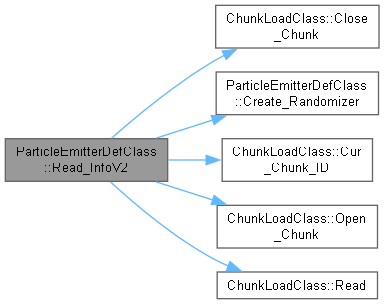 ParticleEmitterDefClass
::Read_InfoV2
ChunkLoadClass::Close
_Chunk
ParticleEmitterDefClass
::Create_Randomizer
ChunkLoadClass::Cur
_Chunk_ID
ChunkLoadClass::Open
_Chunk
ChunkLoadClass::Read